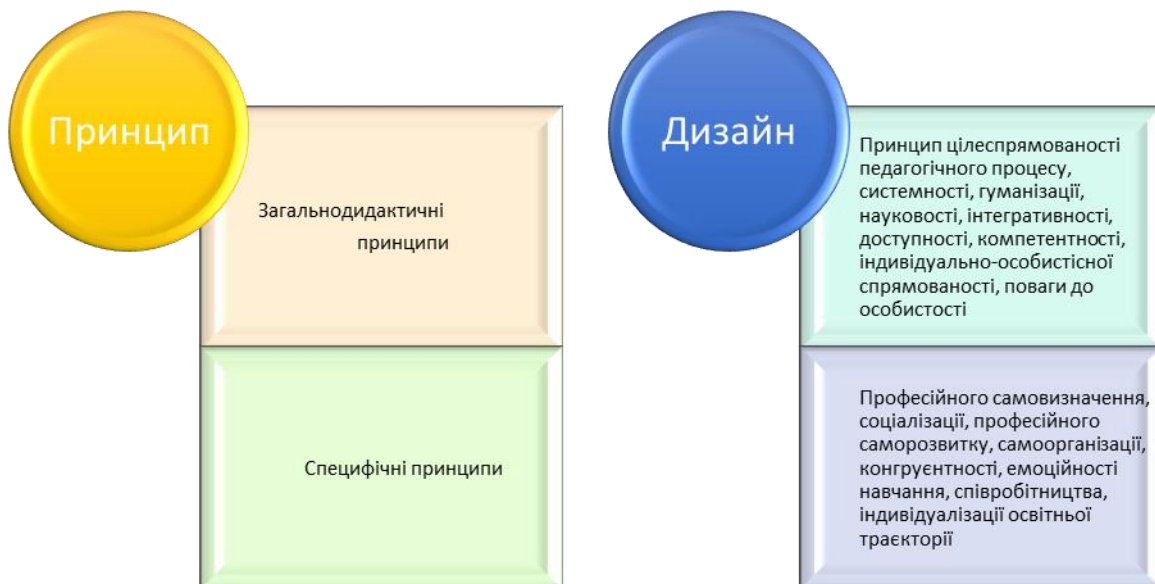 Принцип
Загальнодидактичні
принципи
Специфічні принципи
Дизайн
Принцип цілеспрямованості
педагогічного процесу,
системності, гуманізації,
науковості, інтегративності,
доступності, компетентності,
індивідуально-особистісної
спрямованості, поваги до
особистості
Професійного самовизначення,
соціалізації, професійного
саморозвитку, самоорганізації,
конгруєнтності, емоційності
навчання, співробітництва,
індивідуалізації освітньої
траєкторії